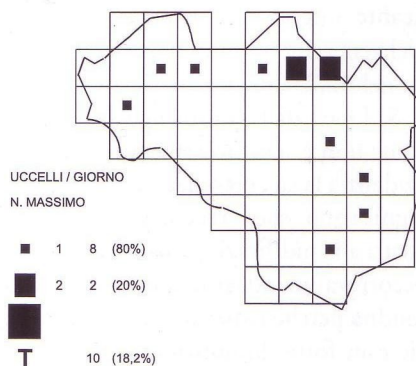 UCCELLI / GIORNO
N. MASSIMO
1 8 (80%)
2 2 (20%)
T 10 (18,2%)